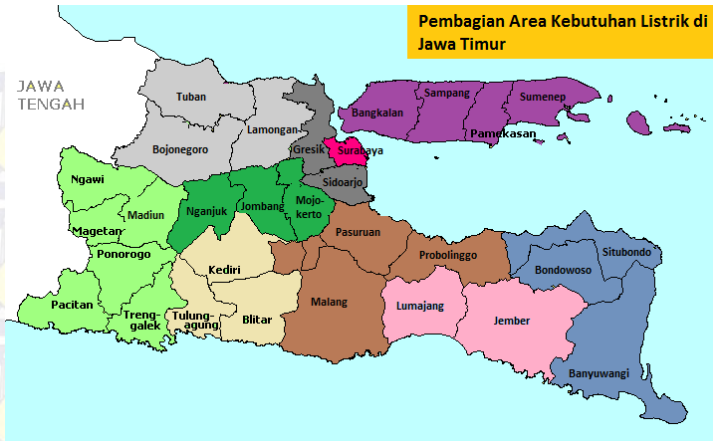 Pembagian Area Kebutuhan Listrik di
Jawa Timur
JAWA
TENGAH
Tuban
Lamongan
Bojonegoro
Gresik
Surabaya
Sidoarjo
Bangkalan
Sampang
Sumenep
Pamekasan
Ngawi
Madiun
Magetan
Ponorogo
Pacitan
Treng-
galek
Nganjuk
Jombang
Mojo-
kerto
Kediri
Tulung-
agung
Blitar
Pasuruan
Probolinggo
Malang
Lumajang
Jember
Situbondo
Bondowoso
Banyuwangi